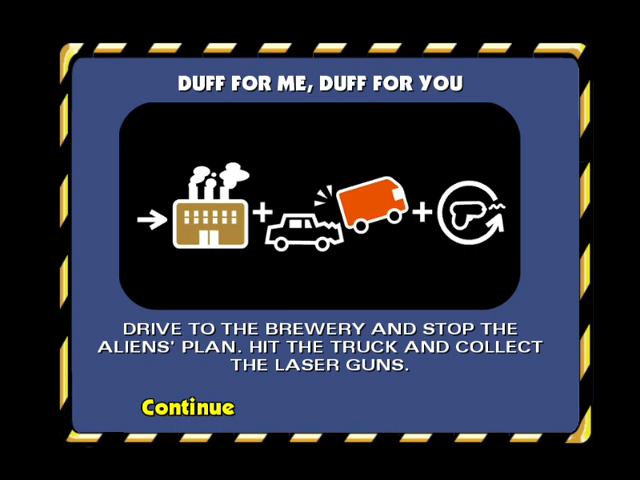 DUFF FOR ME, DUFF FOR YOU
DRIVE TO THE BREWERY AND STOP THE
ALIENS' PLAN. HIT THE TRUCK AND COLLECT
THE LASER GUNS.
Continue